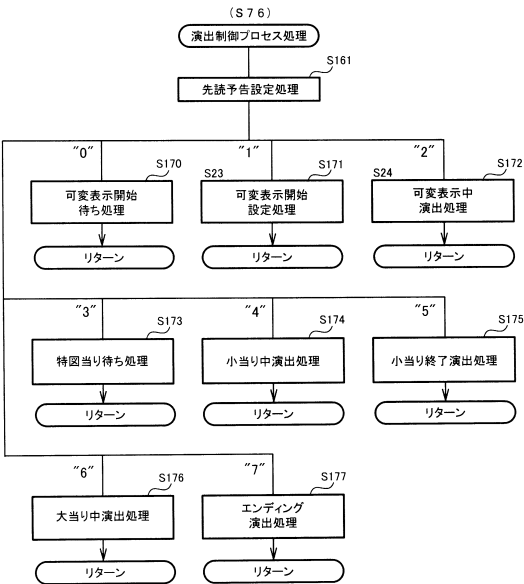 (S76)
演出制御プロセス処理
S161
先読予告設定処理
"0"
"1"
"2"
S170
可変表示開始
待ち処理
リターン
S23
S171
可変表示開始
設定処理
リターン
S24
S172
可変表示中
演出処理
リターン
"3"
"4"
"5"
S173
特図当り待ち処理
リターン
S174
小当り中演出処理
リターン
S175
小当り終了演出処理
リターン
"6"
"7"
S176
大当り中演出処理
リターン
S177
エンディング
演出処理
リターン